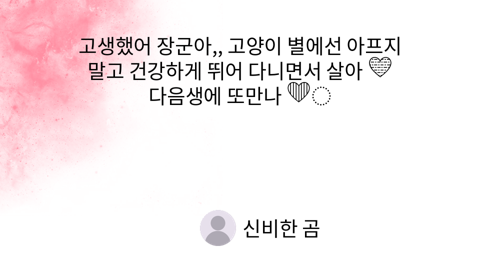 고생했어 장군아,, 고양이 별에선 아프지
말고 건강하게 뛰어 다니면서 살아 🤍
다음생에 또만나 🖤◌
신비한 곰